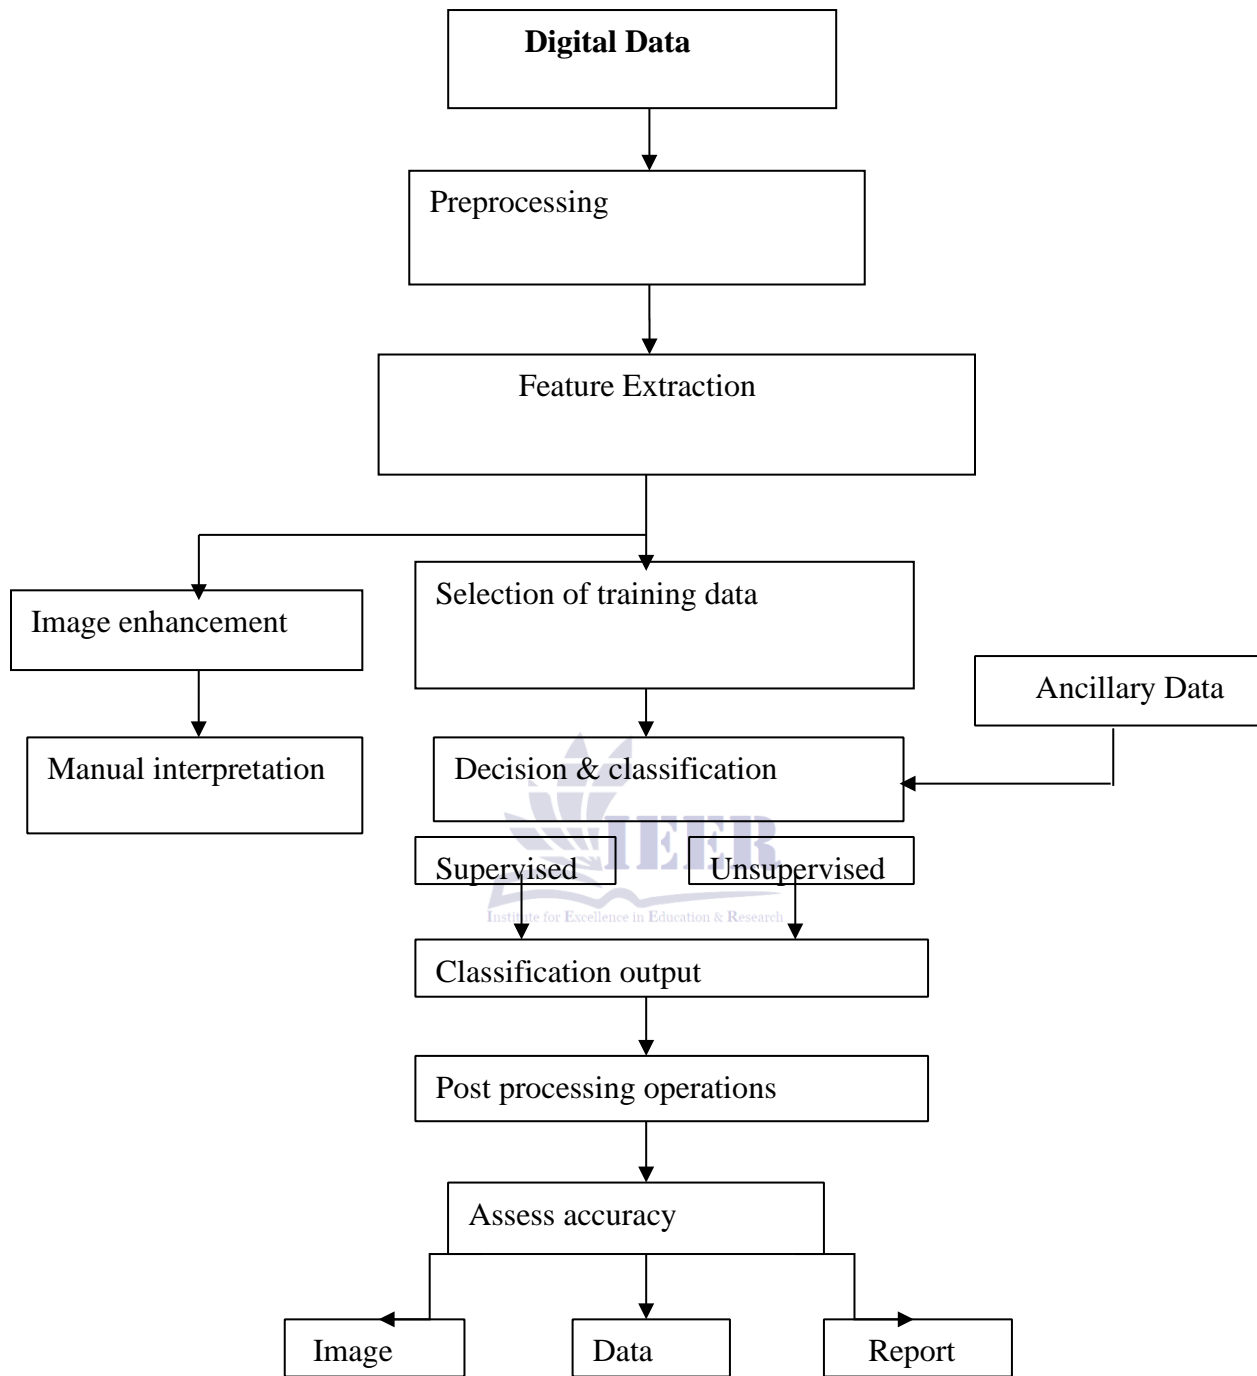 Digital Data
Preprocessing
Feature Extraction
Selection of training data
Image enhancement
Ancillary Data
Manual interpretation
Decision & classification
IEER
Supervised
Unsupervised
Institute for Excellence in Education & Research
Classification output
Post processing operations
Assess accuracy
Image
Data
Report